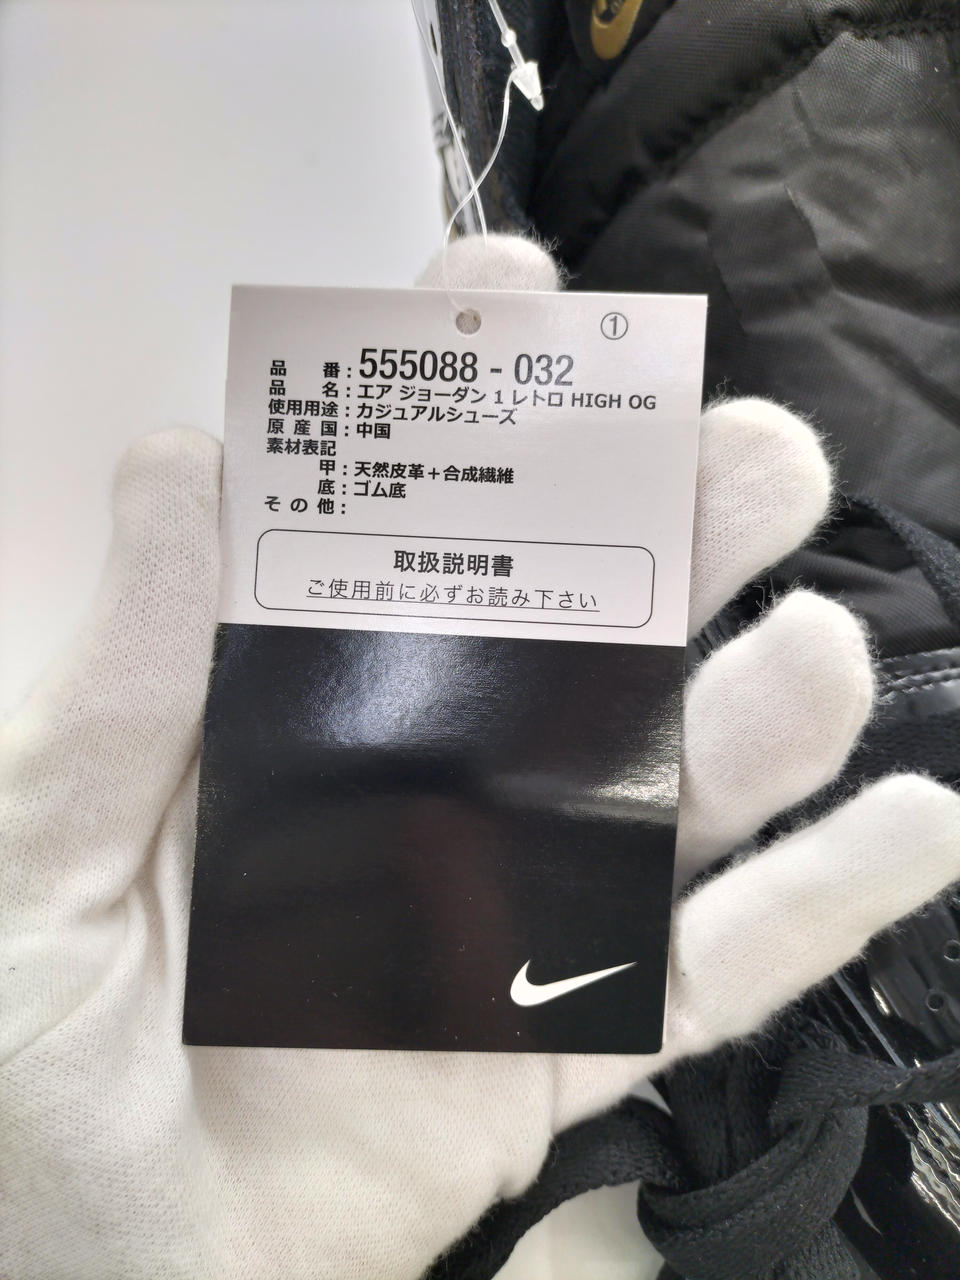 ①
品 番：555088 - 032
品 名：エア ジョーダン 1 レトロ HIGH OG
使用用途：カジュアルシューズ
原 産 国：中国
素材表記
甲：天然皮革＋合成繊維
底：ゴム底
そ の 他：
取扱説明書
ご使用前に必ずお読み下さい